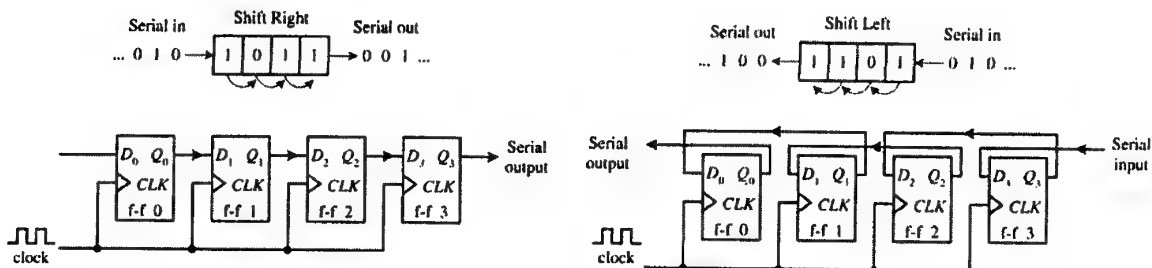 Shift Right
Serial in
Serial out
... 0 1 0
1 0 1 1
0 0 1 ...
D0 Q0
D1 Q1
D2 Q2
D3 Q3
Serial output
CLK
CLK
CLK
CLK
f-f 0
f-f 1
f-f 2
f-f 3
clock
Serial out
Shift Left
Serial in
... 1 0 0
1 1 0 1
0 1 0 ...
Serial output
Serial input
D0 Q0
D1 Q1
D2 Q2
Q3
CLK
CLK
CLK
CLK
f-f 0
f-f 1
f-f 2
f-f 3
clock